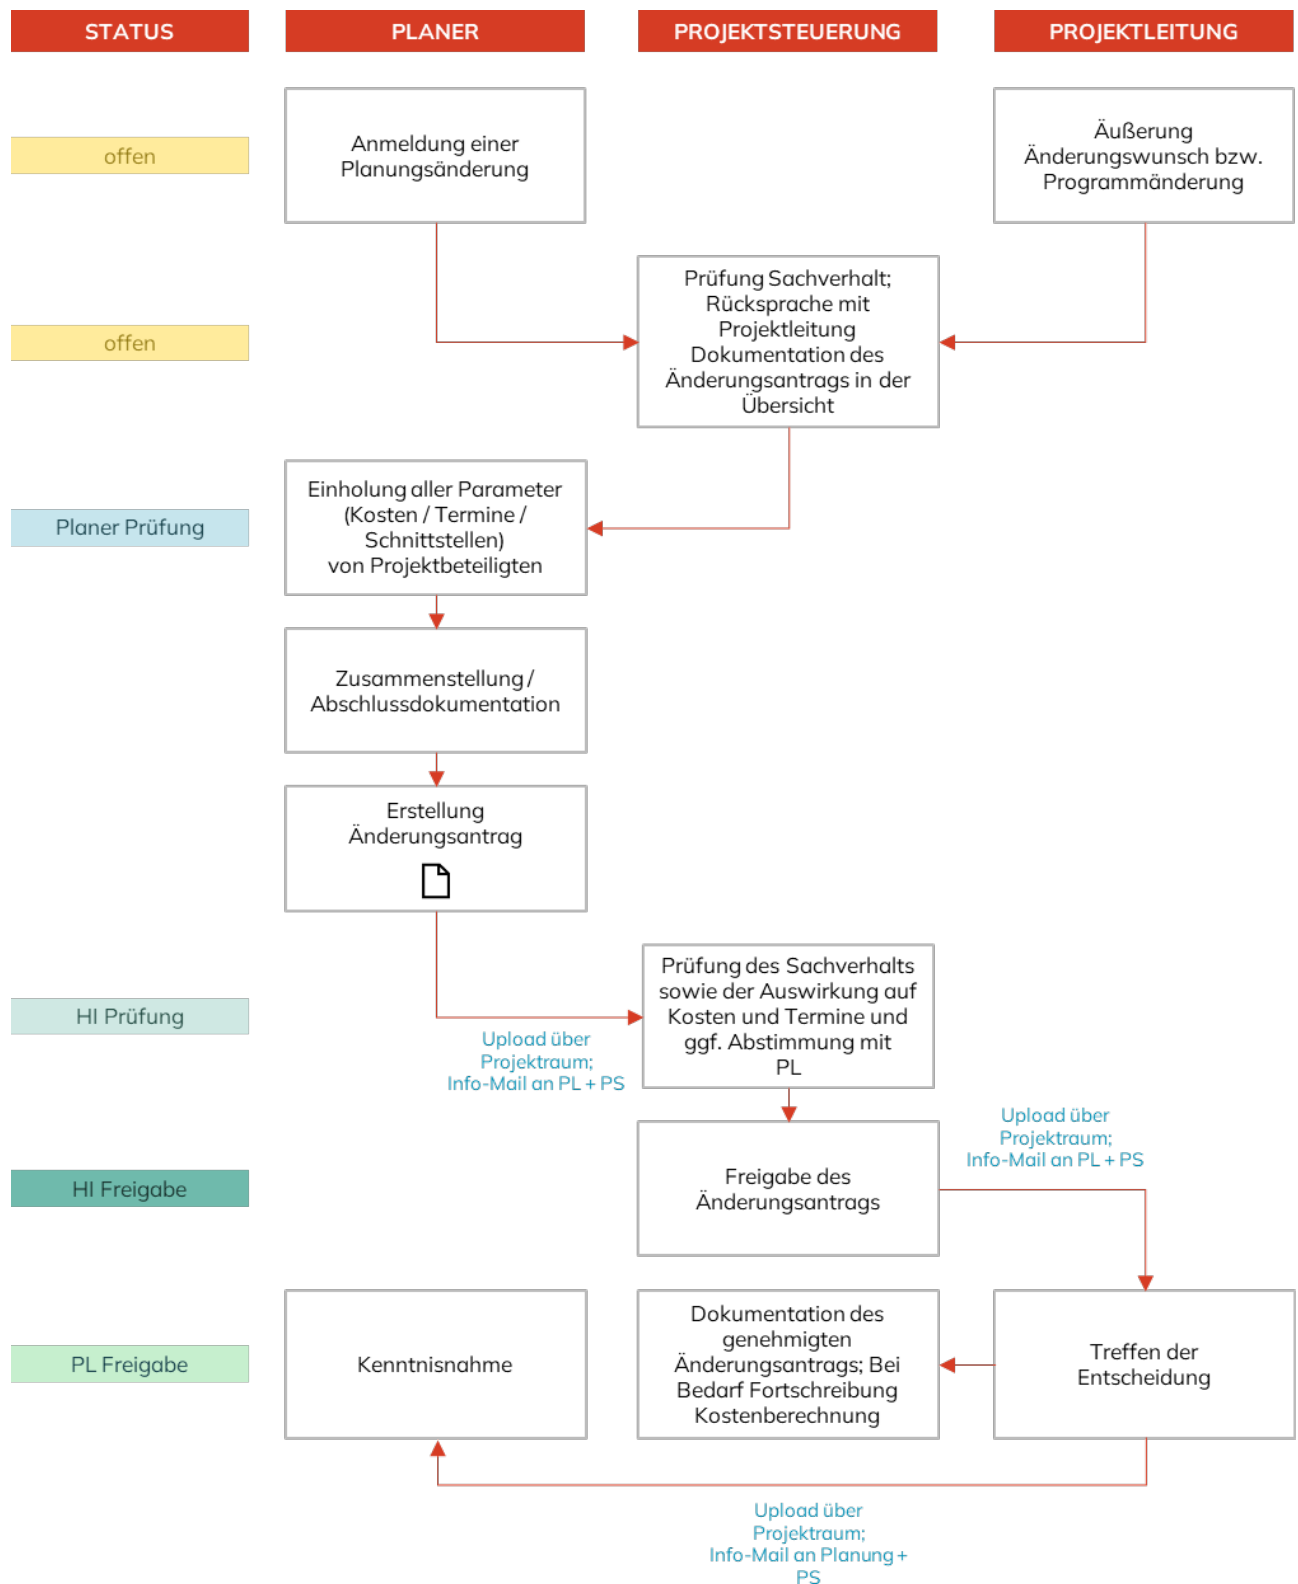 STATUS
PLANER
PROJEKTSTEUERUNG
PROJEKTLEITUNG
offen
Anmeldung einer
Planungsänderung
Äußerung
Änderungswunsch bzw.
Programmänderung
offen
Prüfung Sachverhalt;
Rücksprache mit
Projektleitung
Dokumentation des
Änderungsantrags in der
Übersicht
Planer Prüfung
Einholung aller Parameter
(Kosten / Termine /
Schnittstellen)
von Projektbeteiligten
Zusammenstellung /
Abschlussdokumentation
Erstellung
Änderungsantrag
HI Prüfung
Upload über
Projektraum;
Info-Mail an PL + PS
Prüfung des Sachverhalts
sowie der Auswirkung auf
Kosten und Termine und
ggf. Abstimmung mit
PL
Upload über
Projektraum;
Info-Mail an PL + PS
HI Freigabe
Freigabe des
Änderungsantrags
PL Freigabe
Kenntnisnahme
Dokumentation des
genehmigten
Änderungsantrags; Bei
Bedarf Fortschreibung
Kostenberechnung
Treffen der
Entscheidung
Upload über
Projektraum;
Info-Mail an Planung +
PS